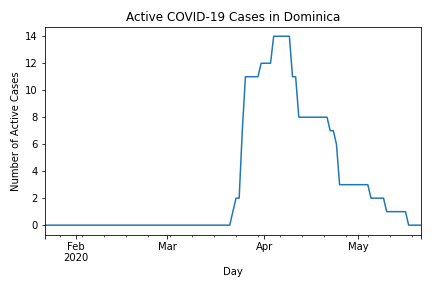 Active COVID-19 Cases in Dominica
14
12
10
8
6
4
2
0
Number of Active Cases
Feb
2020
Mar
Apr
May
Day